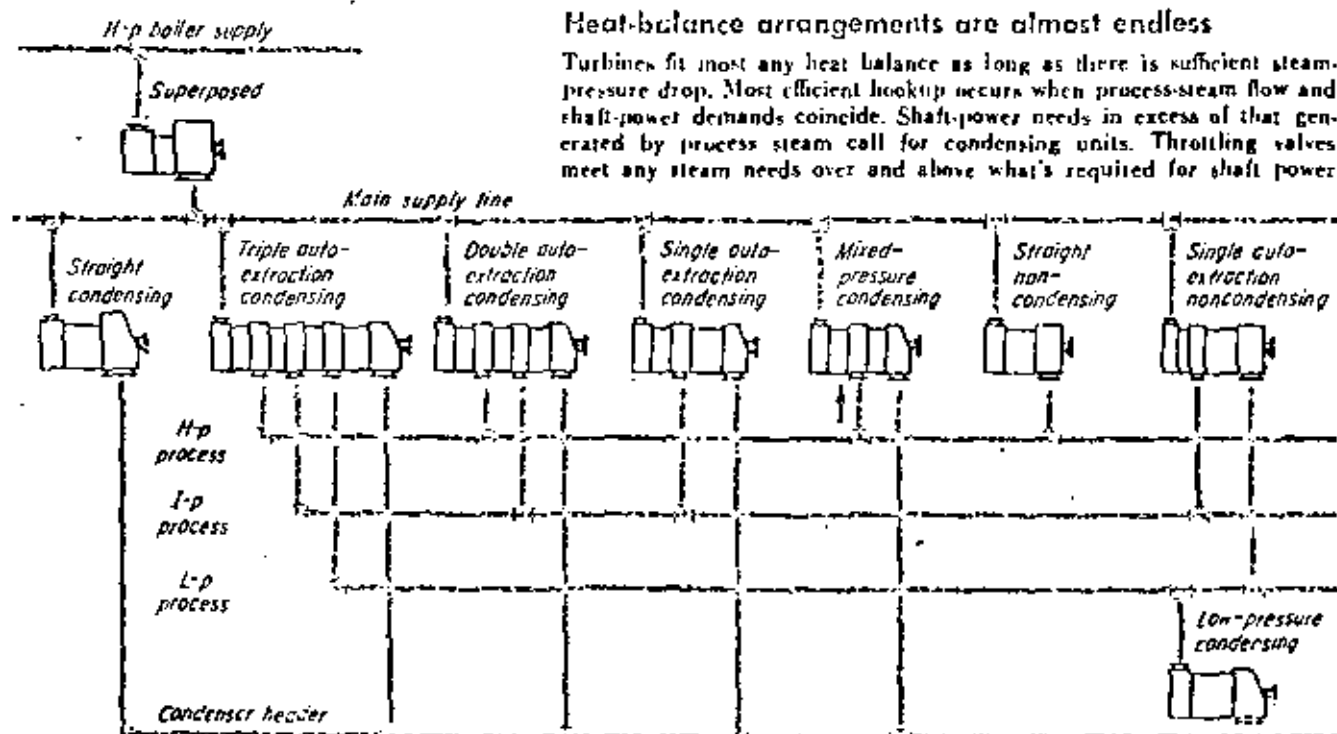 Heat-balance arrangements are almost endless
Turbines fit most any heat balance as long as there is sufficient steam-
pressure drop. Most efficient hookup occurs when process-steam flow and
shaft-power demands coincide. Shaft-power needs in excess of that gen-
erated by process steam call for condensing units. Throttling valves
meet any steam needs over and above what's required for shaft power
H-p boiler supply
Superposed
Main supply line
Straight
condensing
Triple auto-
extraction
condensing
Double auto-
extraction
condensing
Single auto-
extraction
condensing
Mixed-
pressure
condensing
Straight
non-
condensing
Single auto-
extraction
noncondensing
H-p
process
I-p
process
L-p
process
Low-pressure
condensing
Condenser header